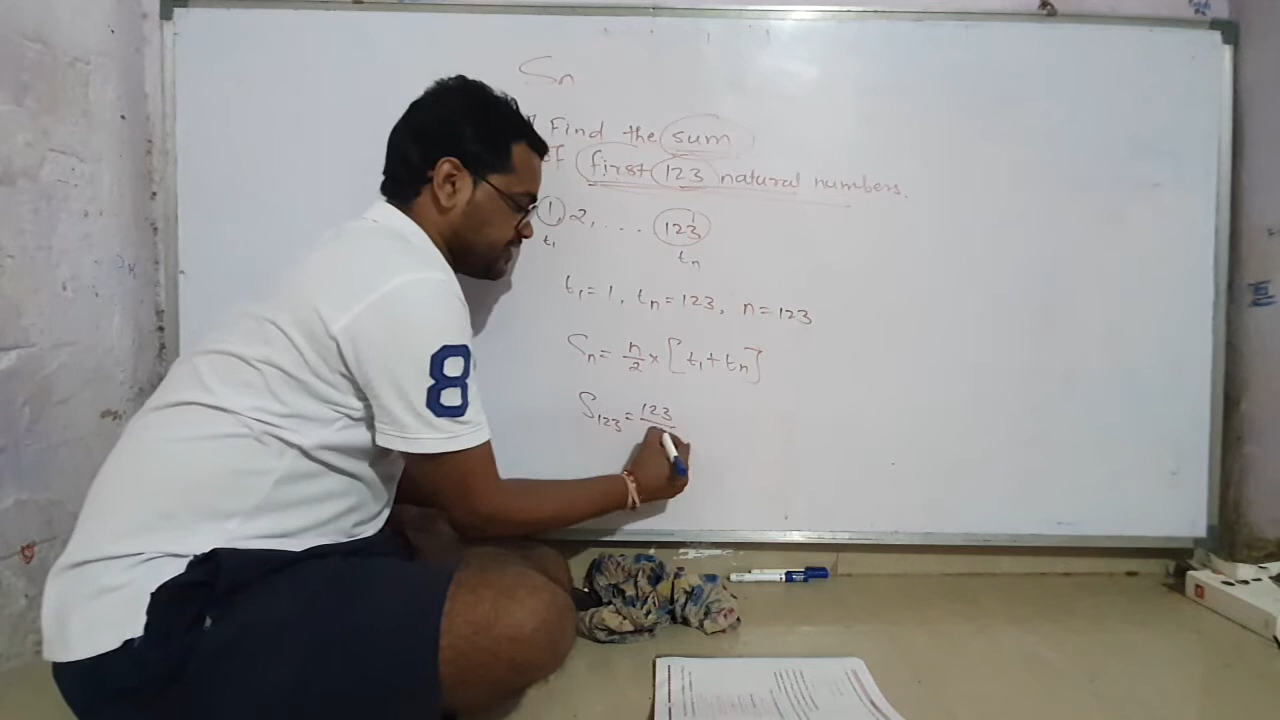 Sn
Find the sum
of first 123 natural numbers.
1, 2, ... 123
t₁ tₙ
t₁ = 1, tₙ = 123, n = 123
Sₙ = n/2 × [t₁ + tₙ]
S₁₂₃ = 123
8